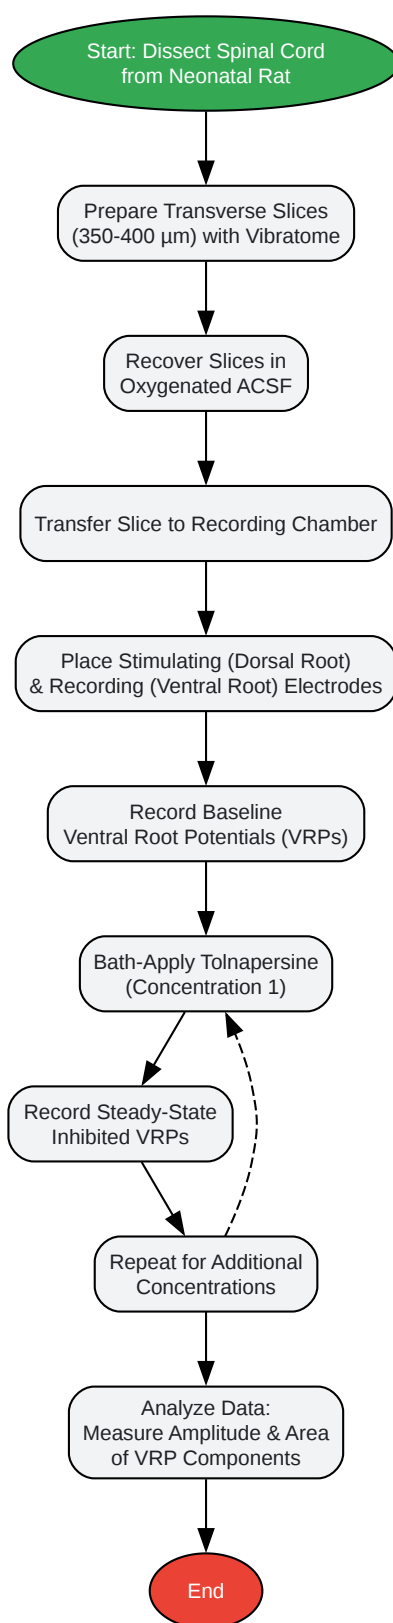 Start: Dissect Spinal Cord
from Neonatal Rat
Prepare Transverse Slices
(350-400 µm) with Vibratome
Recover Slices in
Oxygenated ACSF
Transfer Slice to Recording Chamber
Place Stimulating (Dorsal Root)
& Recording (Ventral Root) Electrodes
Record Baseline
Ventral Root Potentials (VRPs)
Bath-Apply Tolnapersine
(Concentration 1)
Record Steady-State
Inhibited VRPs
Repeat for Additional
Concentrations
Analyze Data:
Measure Amplitude & Area
of VRP Components
End